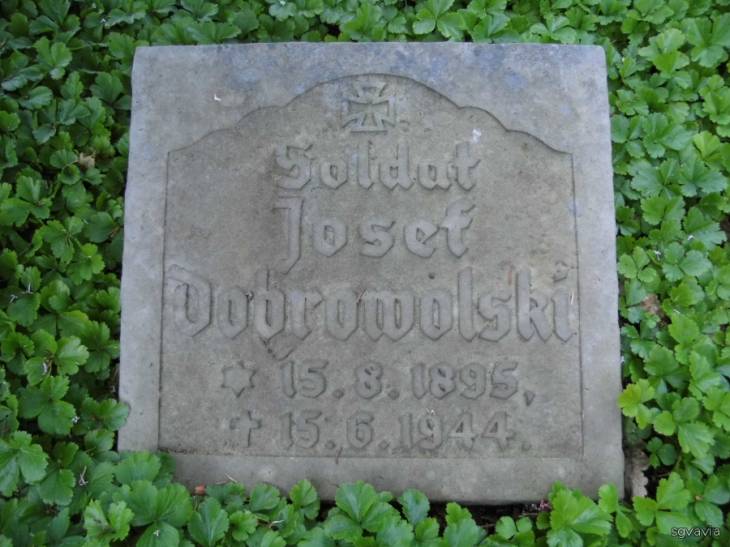 Soldat
Josef
Dobrowolski
* 15.8.1895,
† 15.6.1944.
sgvavia